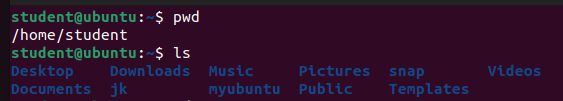 student@ubuntu:~$ pwd
/home/student
student@ubuntu:~$ ls
Desktop Downloads Music Pictures snap Videos
Documents jk myubuntu Public Templates